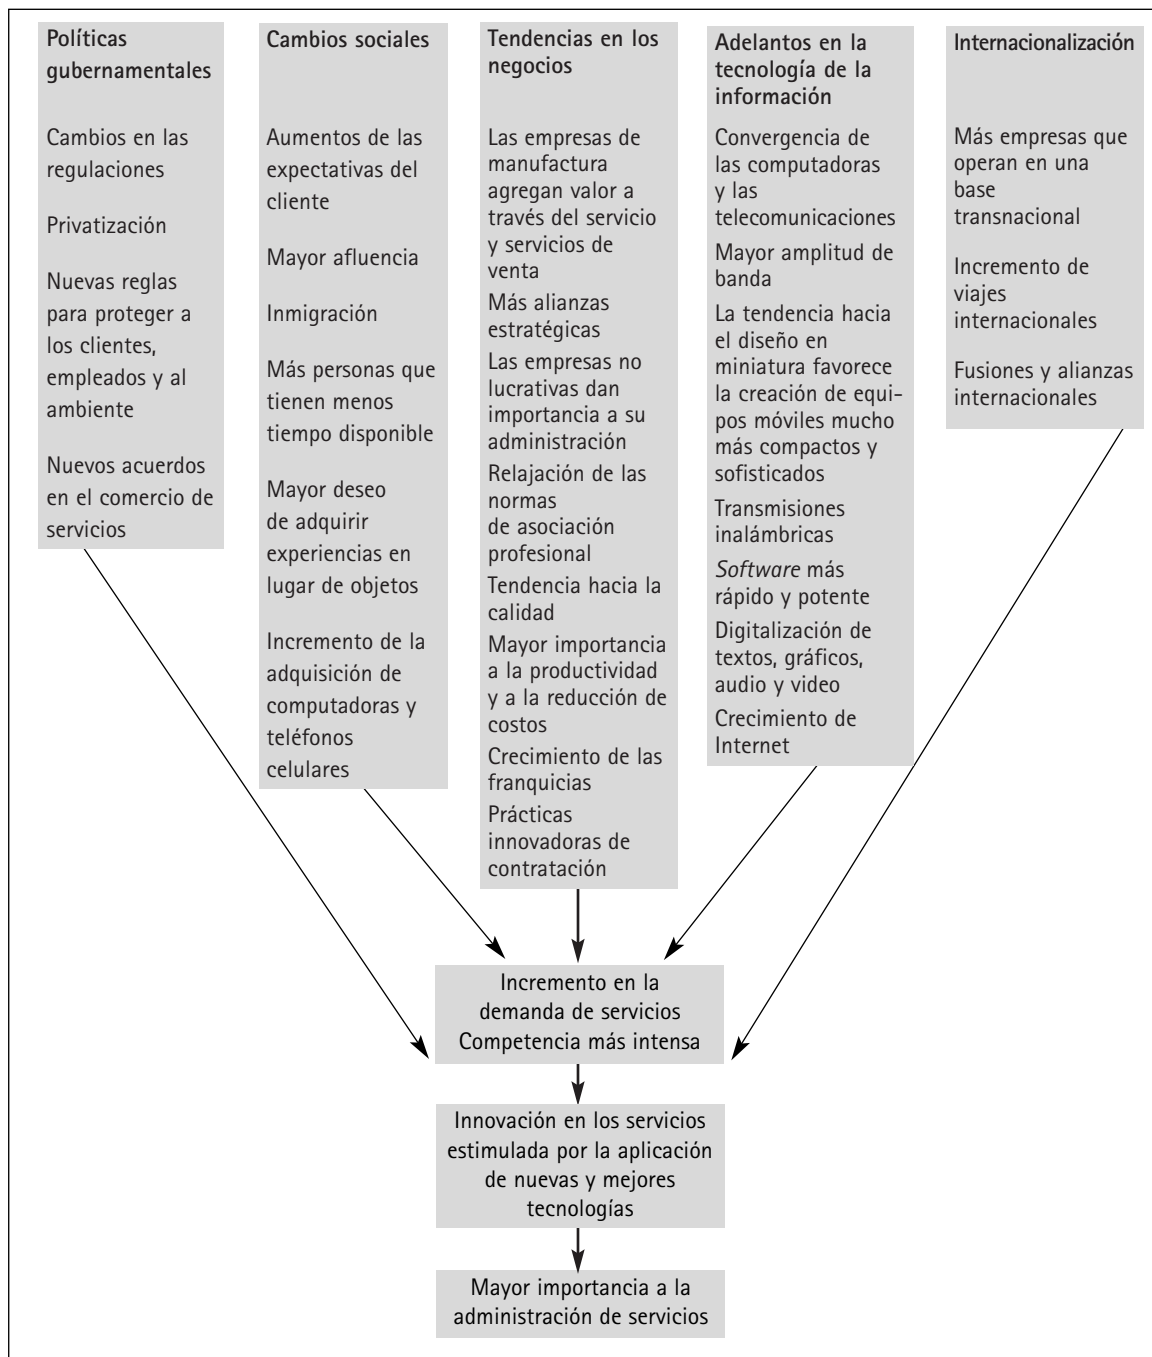 Políticas
gubernamentales
Cambios en las
regulaciones
Privatización
Nuevas reglas
para proteger a
los clientes,
empleados y al
ambiente
Nuevos acuerdos
en el comercio de
servicios
Cambios sociales
Aumentos de las
expectativas del
cliente
Mayor afluencia
Inmigración
Más personas que
tienen menos
tiempo disponible
Mayor deseo
de adquirir
experiencias en
lugar de objetos
Incremento de la
adquisición de
computadoras y
teléfonos
celulares
Tendencias en los
negocios
Las empresas de
manufactura
agregan valor a
través del servicio
y servicios de
venta
Más alianzas
estratégicas
Las empresas no
lucrativas dan
importancia a su
administración
Relajación de las
normas
de asociación
profesional
Tendencia hacia la
calidad
Mayor importancia
a la productividad
y a la reducción de
costos
Crecimiento de las
franquicias
Prácticas
innovadoras de
contratación
Adelantos en la
tecnología de la
información
Convergencia de
las computadoras
y las
telecomunicaciones
Mayor amplitud de
banda
La tendencia hacia
el diseño en
miniatura favorece
la creación de equi-
pos móviles mucho
más compactos y
sofisticados
Transmisiones
inalámbricas
Software más
rápido y potente
Digitalización de
textos, gráficos,
audio y video
Crecimiento de
Internet
Internacionalización
Más empresas que
operan en una
base
transnacional
Incremento de
viajes
internacionales
Fusiones y alianzas
internacionales
Incremento en la
demanda de servicios
Competencia más intensa
Innovación en los servicios
estimulada por la aplicación
de nuevas y mejores
tecnologías
Mayor importancia a la
administración de servicios